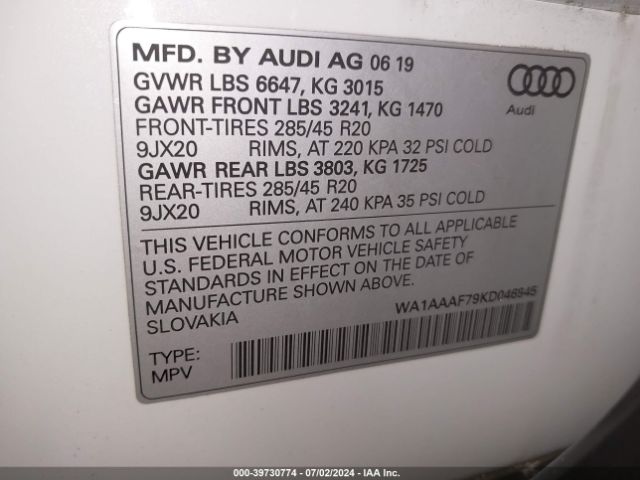 MFD. BY AUDI AG 06 19
GVWR LBS 6647, KG 3015
GAWR FRONT LBS 3241, KG 1470
FRONT-TIRES 285/45 R20
9JX20 RIMS, AT 220 KPA 32 PSI COLD
GAWR REAR LBS 3803, KG 1725
REAR-TIRES 285/45 R20
9JX20 RIMS, AT 240 KPA 35 PSI COLD
Audi
THIS VEHICLE CONFORMS TO ALL APPLICABLE
U.S. FEDERAL MOTOR VEHICLE SAFETY
STANDARDS IN EFFECT ON THE DATE OF
MANUFACTURE SHOWN ABOVE.
SLOVAKIA
TYPE:
MPV
000-39730774 - 07/02/2024 - IAA Inc.